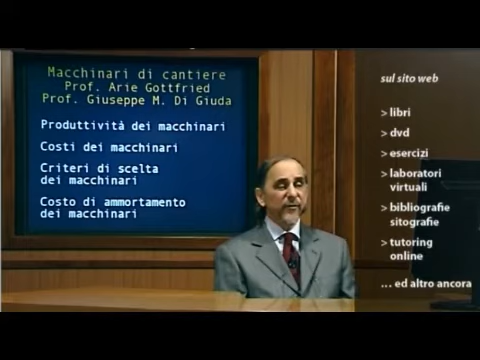 Macchinari di cantiere
Prof. Arie Gottfried
Prof. Giuseppe M. Di Giuda
Produttività dei macchinari
Costi dei macchinari
Criteri di scelta
dei macchinari
Costo di ammortamento
dei macchinari
sul sito web
> libri
> dvd
> esercizi
> laboratori
virtuali
> bibliografie
sitografie
> tutoring
online
... ed altro ancora